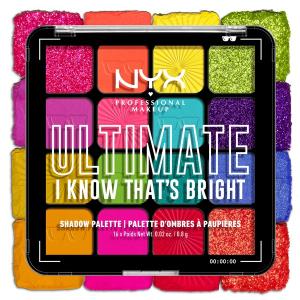 NYX
PROFESSIONAL
MAKEUP
ULTIMATE
I KNOW THAT'S BRIGHT
SHADOW PALETTE | PALETTE D'OMBRES À PAUPIÈRES
16 x Poids Net Wt. 0.02 oz. / 0.8 g
00:00:00